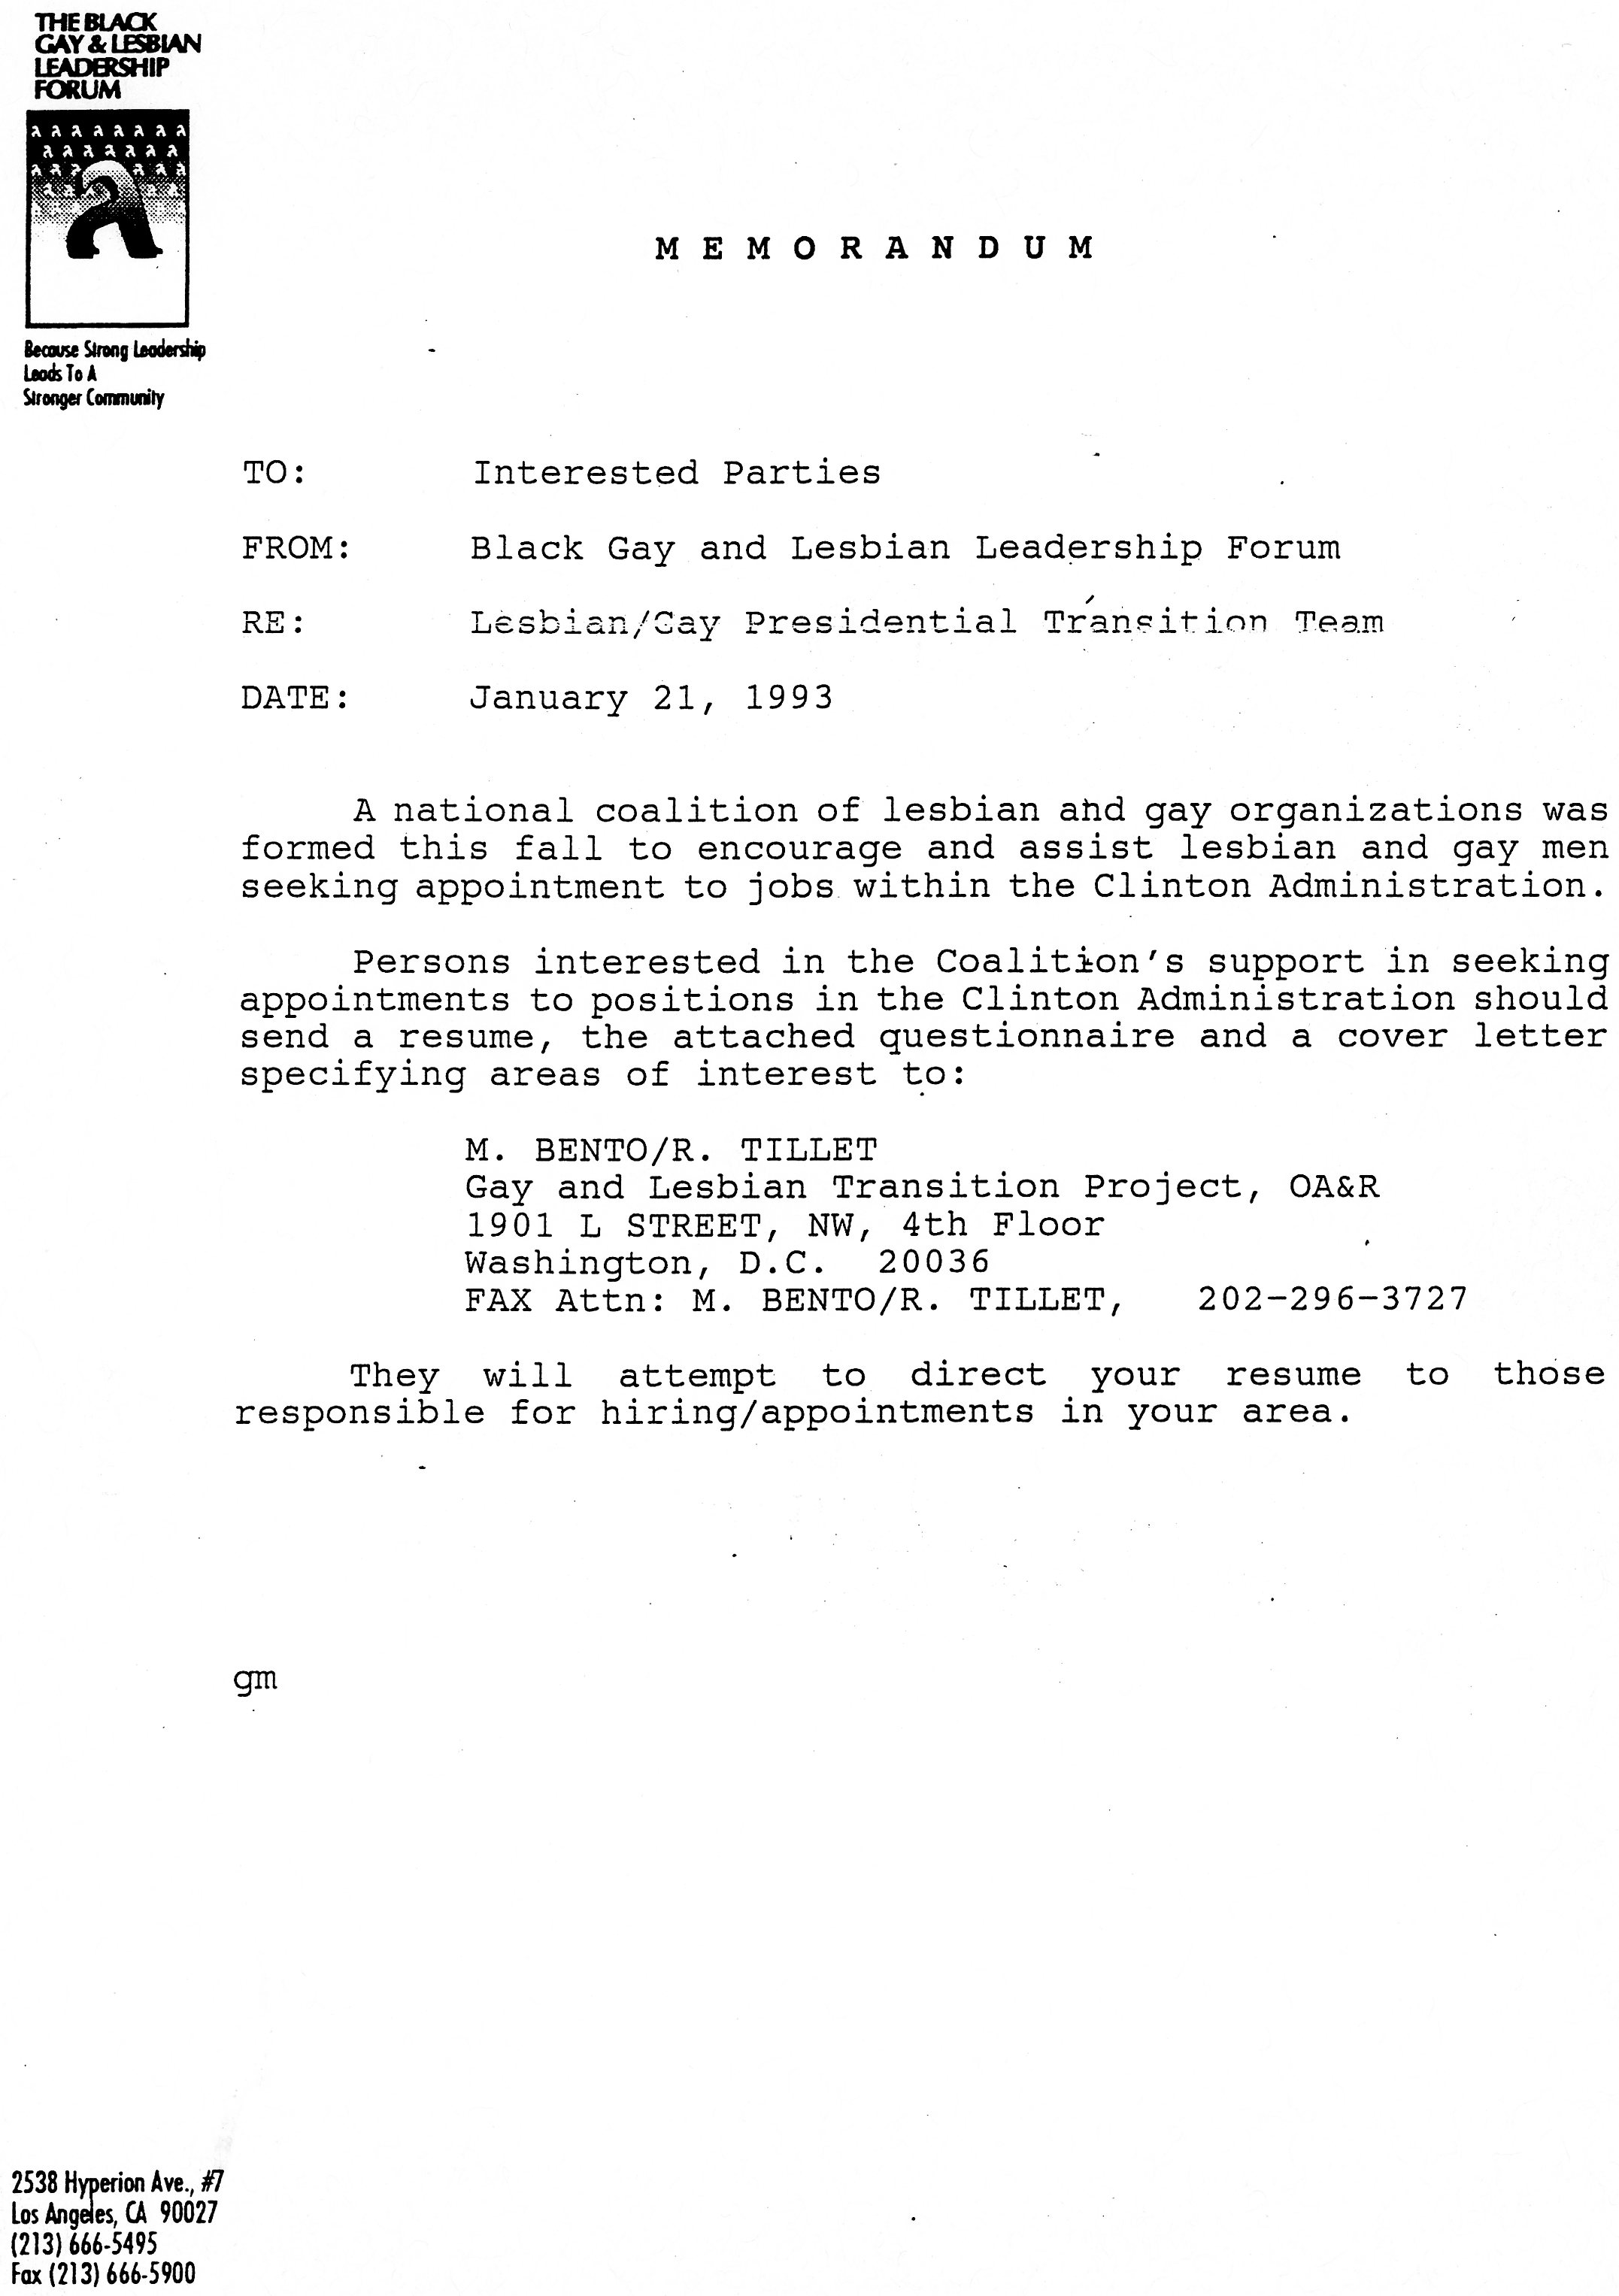 THE BLACK
GAY & LESBIAN
LEADERSHIP
FORUM
Because Strong Leadership
Leads To A
Stronger Community
M E M O R A N D U M
TO: Interested Parties
FROM: Black Gay and Lesbian Leadership Forum
RE: Lesbian/Gay Presidential Transition Team
DATE: January 21, 1993
A national coalition of lesbian and gay organizations was
formed this fall to encourage and assist lesbian and gay men
seeking appointment to jobs within the Clinton Administration.
Persons interested in the Coalition's support in seeking
appointments to positions in the Clinton Administration should
send a resume, the attached questionnaire and a cover letter
specifying areas of interest to:
M. BENTO/R. TILLET
Gay and Lesbian Transition Project, OA&R
1901 L STREET, NW, 4th Floor
Washington, D.C. 20036
FAX Attn: M. BENTO/R. TILLET, 202-296-3727
They will attempt to direct your resume to those
responsible for hiring/appointments in your area.
gm
2538 Hyperion Ave., #7
Los Angeles, CA 90027
(213) 666-5495
Fax (213) 666-5900